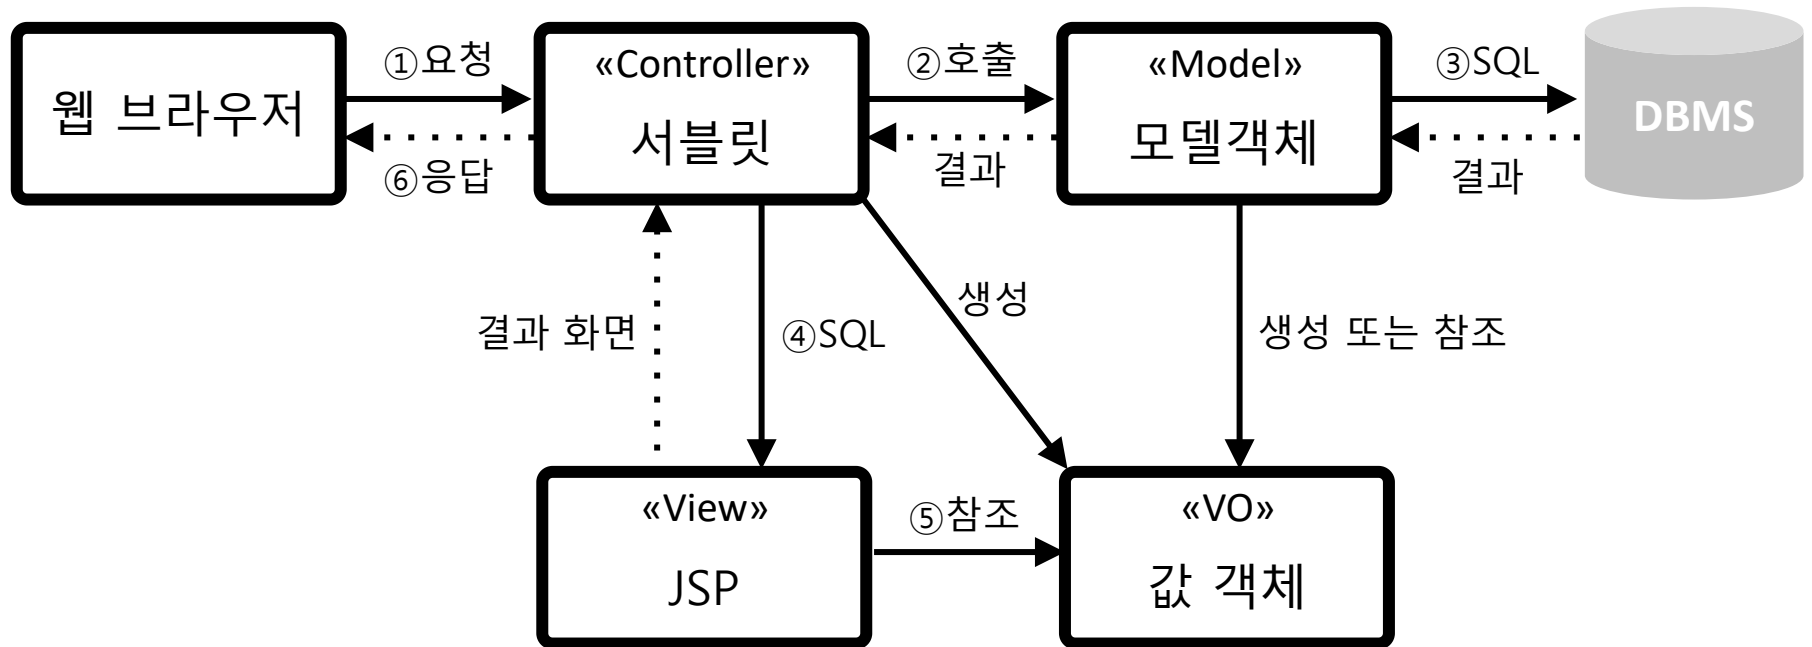 ①요청
«Controller»
②호출
«Model»
③SQL
웹 브라우저
서블릿
모델객체
DBMS
⑥응답
결과
결과
결과 화면
④SQL
생성
생성 또는 참조
«View»
⑤참조
«VO»
JSP
값 객체